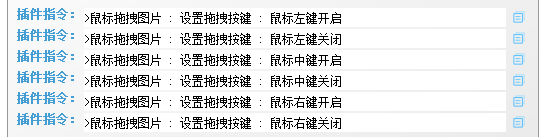 插件指令： >鼠标拖拽图片 : 设置拖拽按键 : 鼠标左键开启
插件指令： >鼠标拖拽图片 : 设置拖拽按键 : 鼠标左键关闭
插件指令： >鼠标拖拽图片 : 设置拖拽按键 : 鼠标中键开启
插件指令： >鼠标拖拽图片 : 设置拖拽按键 : 鼠标中键关闭
插件指令： >鼠标拖拽图片 : 设置拖拽按键 : 鼠标右键开启
插件指令： >鼠标拖拽图片 : 设置拖拽按键 : 鼠标右键关闭